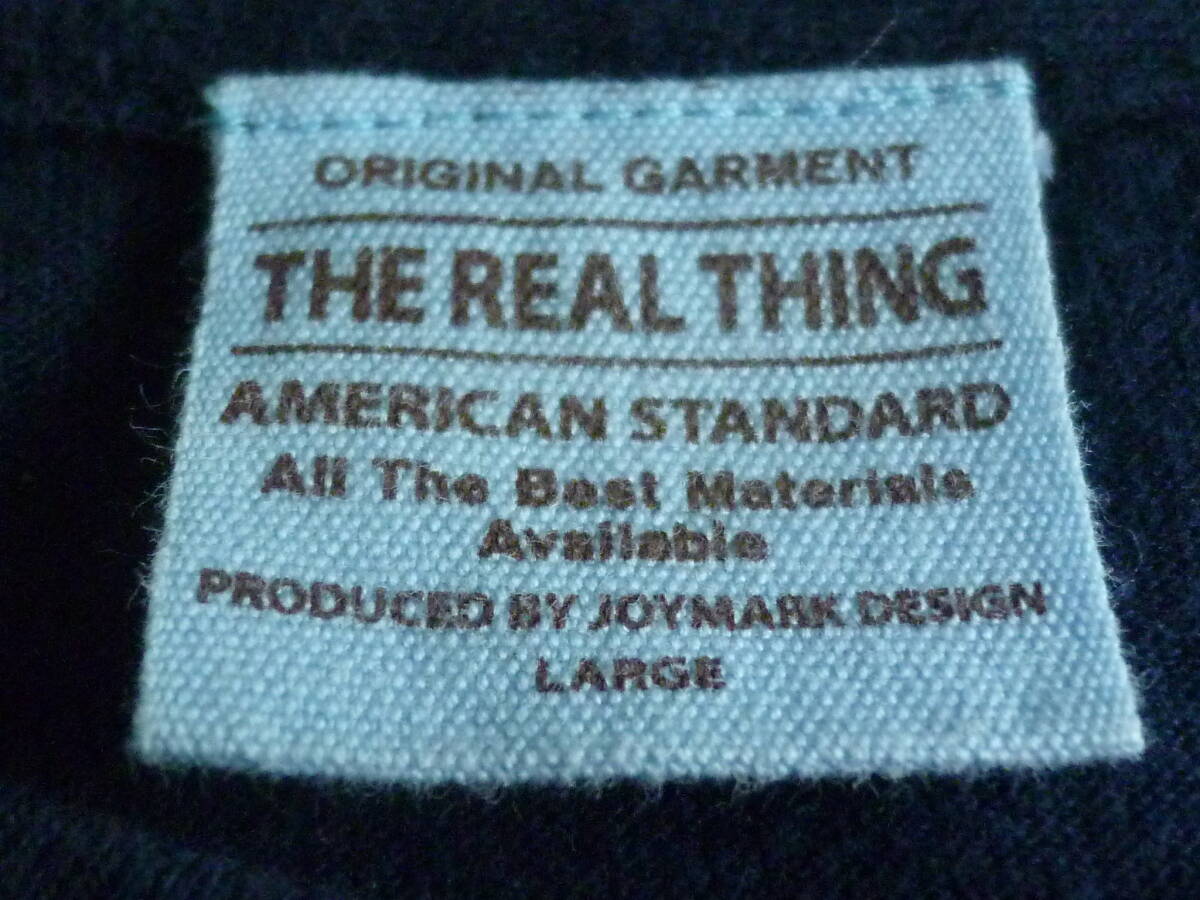 ORIGINAL GARMENT
THE REAL THING
AMERICAN STANDARD
All The Best Materials
Available
PRODUCED BY JOYMARK DESIGN
LARGE